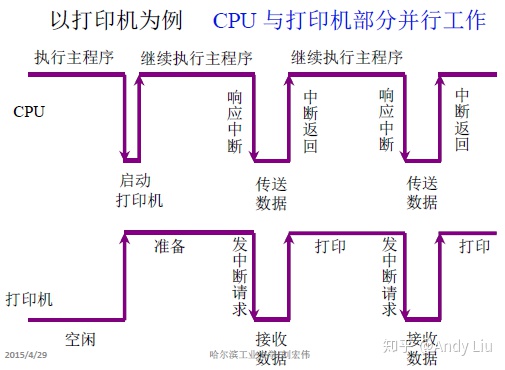 以打印机为例 CPU 与打印机部分并行工作
执行主程序 继续执行主程序 继续执行主程序
CPU
响应中断
中断返回
响应中断
中断返回
启动
打印机
传送
数据
传送
数据
准备
发中断请求
打印
发中断请求
打印
打印机
空闲
接收
数据
接收
数据
2015/4/29
哈尔滨工业大学 刘宏伟
知乎 @Andy Liu